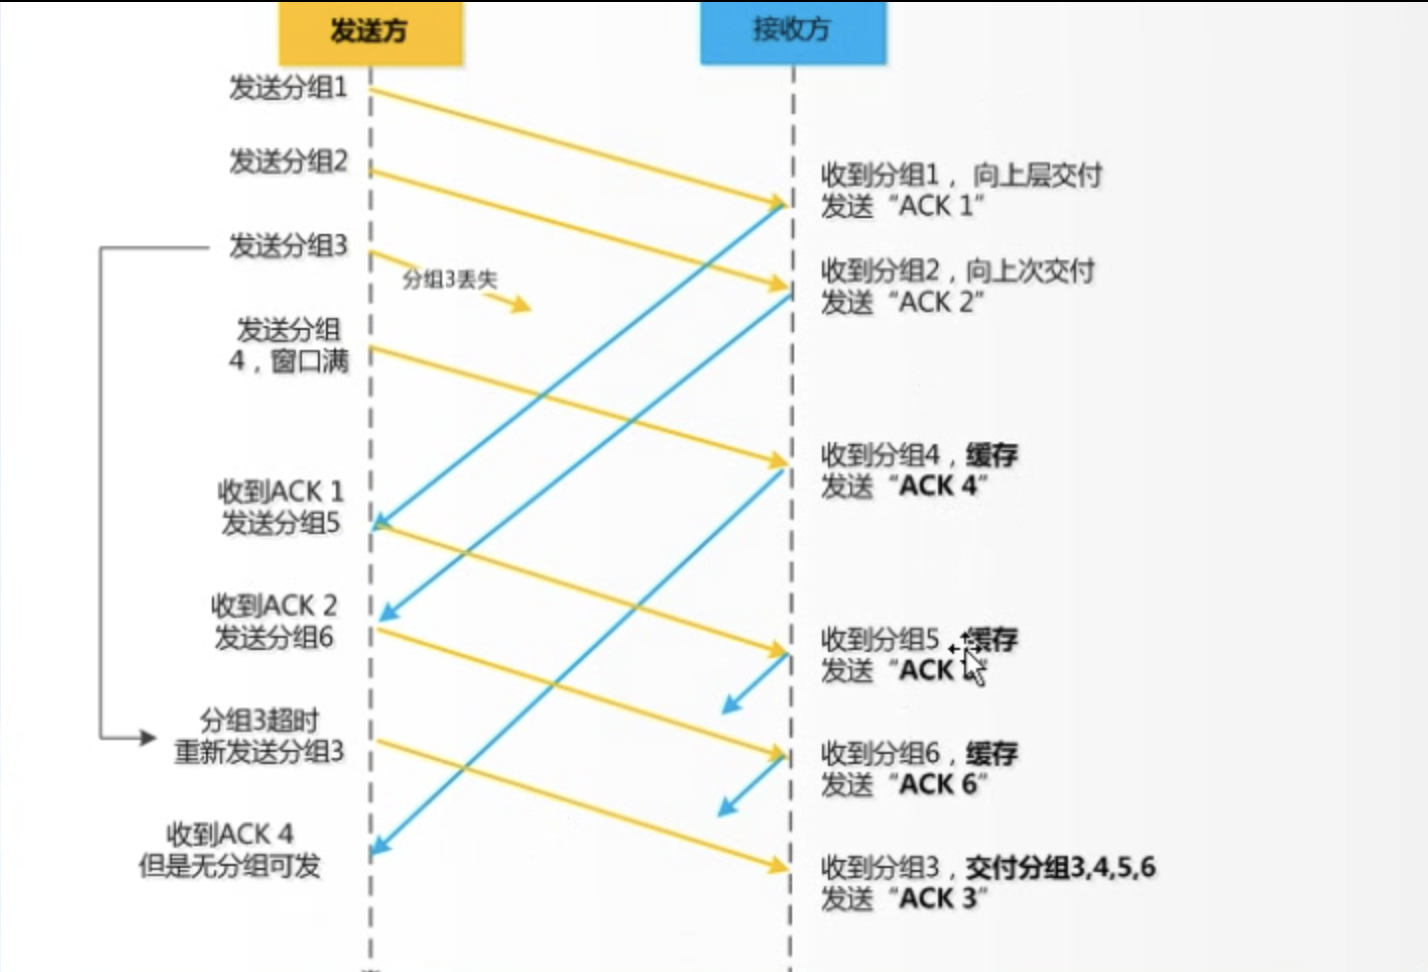 发送方
接收方
发送分组1
发送分组2
收到分组1， 向上层交付
发送“ACK 1”
发送分组3
分组3丢失
收到分组2，向上次交付
发送“ACK 2”
发送分组
4，窗口满
收到分组4，缓存
发送“ACK 4”
收到ACK 1
发送分组5
收到ACK 2
发送分组6
收到分组5
缓存
发送“ACK
分组3超时
重新发送分组3
收到分组6，缓存
发送“ACK 6”
收到ACK 4
但是无分组可发
收到分组3，交付分组3,4,5,6
发送“ACK 3”